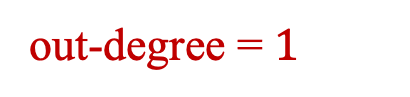 out-degree = 1